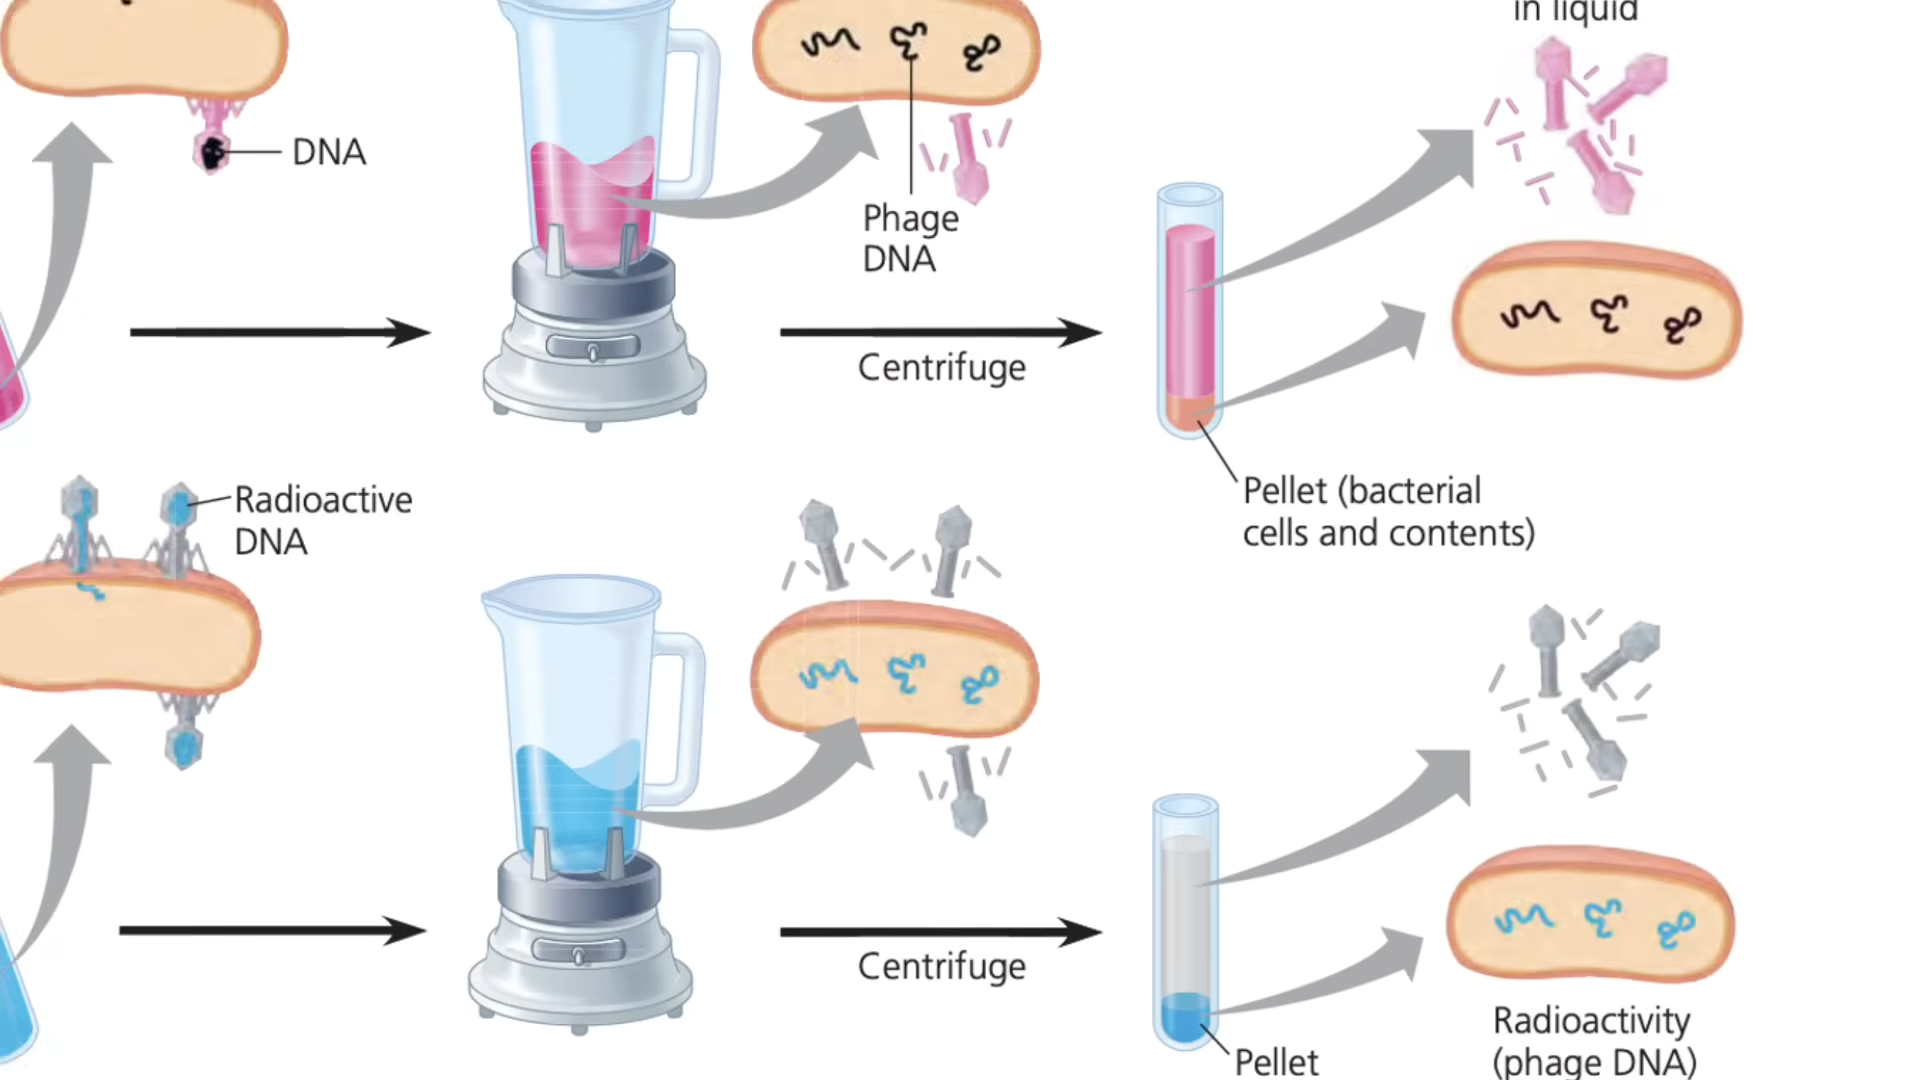 in liquid
DNA
Phage
DNA
Centrifuge
Pellet (bacterial
cells and contents)
Radioactive
DNA
Centrifuge
Pellet
Radioactivity
(phage DNA)